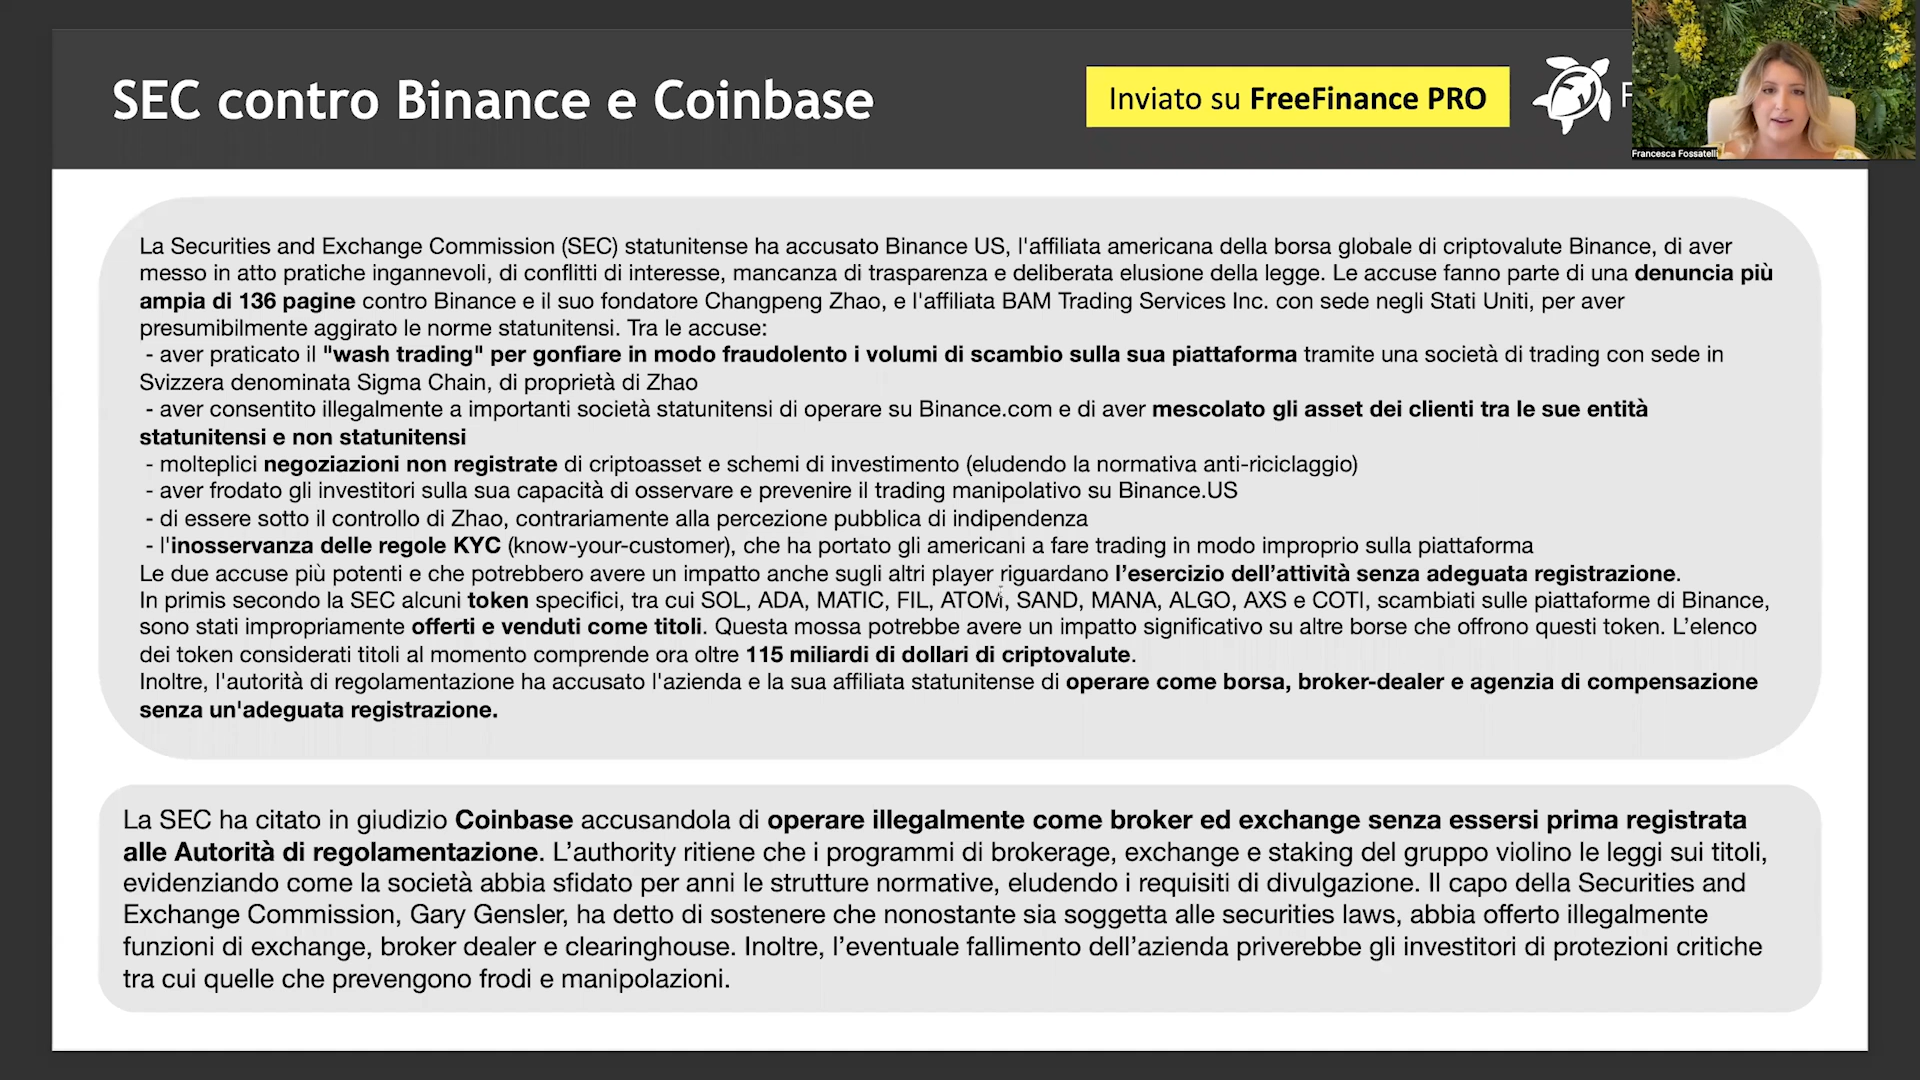 SEC contro Binance e Coinbase
Inviato su FreeFinance PRO
F
Francesca Fossatelli
La Securities and Exchange Commission (SEC) statunitense ha accusato Binance US, l'affiliata americana della borsa globale di criptovalute Binance, di aver
messo in atto pratiche ingannevoli, di conflitti di interesse, mancanza di trasparenza e deliberata elusione della legge. Le accuse fanno parte di una denuncia più
ampia di 136 pagine contro Binance e il suo fondatore Changpeng Zhao, e l'affiliata BAM Trading Services Inc. con sede negli Stati Uniti, per aver
presumibilmente aggirato le norme statunitensi. Tra le accuse:
- aver praticato il "wash trading" per gonfiare in modo fraudolento i volumi di scambio sulla sua piattaforma tramite una società di trading con sede in
Svizzera denominata Sigma Chain, di proprietà di Zhao
- aver consentito illegalmente a importanti società statunitensi di operare su Binance.com e di aver mescolato gli asset dei clienti tra le sue entità
statunitensi e non statunitensi
- molteplici negoziazioni non registrate di criptoasset e schemi di investimento (eludendo la normativa anti-riciclaggio)
- aver frodato gli investitori sulla sua capacità di osservare e prevenire il trading manipolativo su Binance.US
- di essere sotto il controllo di Zhao, contrariamente alla percezione pubblica di indipendenza
- l'inosservanza delle regole KYC (know-your-customer), che ha portato gli americani a fare trading in modo improprio sulla piattaforma
Le due accuse più potenti e che potrebbero avere un impatto anche sugli altri player riguardano l’esercizio dell’attività senza adeguata registrazione.
In primis secondo la SEC alcuni token specifici, tra cui SOL, ADA, MATIC, FIL, ATOM, SAND, MANA, ALGO, AXS e COTI, scambiati sulle piattaforme di Binance,
sono stati impropriamente offerti e venduti come titoli. Questa mossa potrebbe avere un impatto significativo su altre borse che offrono questi token. L’elenco
dei token considerati titoli al momento comprende ora oltre 115 miliardi di dollari di criptovalute.
Inoltre, l'autorità di regolamentazione ha accusato l'azienda e la sua affiliata statunitense di operare come borsa, broker-dealer e agenzia di compensazione
senza un'adeguata registrazione.
La SEC ha citato in giudizio Coinbase accusandola di operare illegalmente come broker ed exchange senza essersi prima registrata
alle Autorità di regolamentazione. L’authority ritiene che i programmi di brokerage, exchange e staking del gruppo violino le leggi sui titoli,
evidenziando come la società abbia sfidato per anni le strutture normative, eludendo i requisiti di divulgazione. Il capo della Securities and
Exchange Commission, Gary Gensler, ha detto di sostenere che nonostante sia soggetta alle securities laws, abbia offerto illegalmente
funzioni di exchange, broker dealer e clearinghouse. Inoltre, l’eventuale fallimento dell’azienda priverebbe gli investitori di protezioni critiche
tra cui quelle che prevengono frodi e manipolazioni.